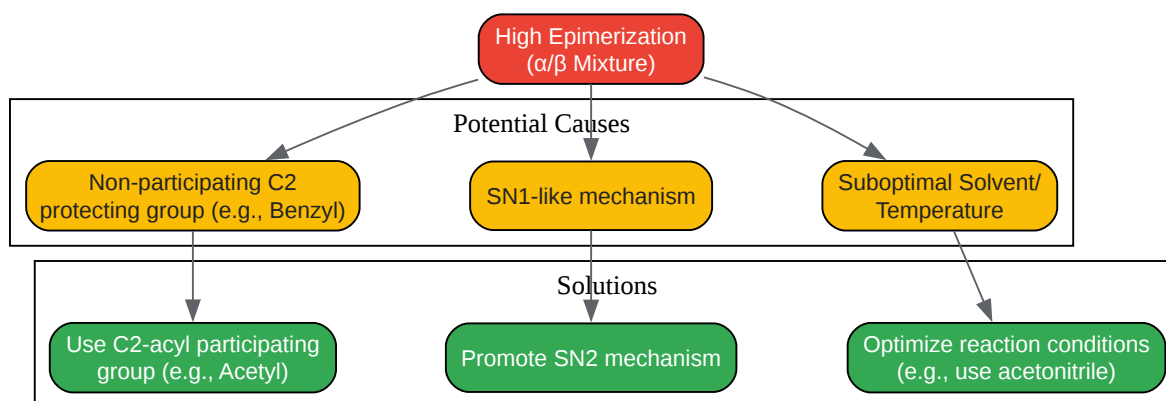 High Epimerization
(α/β Mixture)
Potential Causes
Non-participating C2
protecting group (e.g., Benzyl)
SN1-like mechanism
Suboptimal Solvent/
Temperature
Solutions
Use C2-acyl participating
group (e.g., Acetyl)
Promote SN2 mechanism
Optimize reaction conditions
(e.g., use acetonitrile)